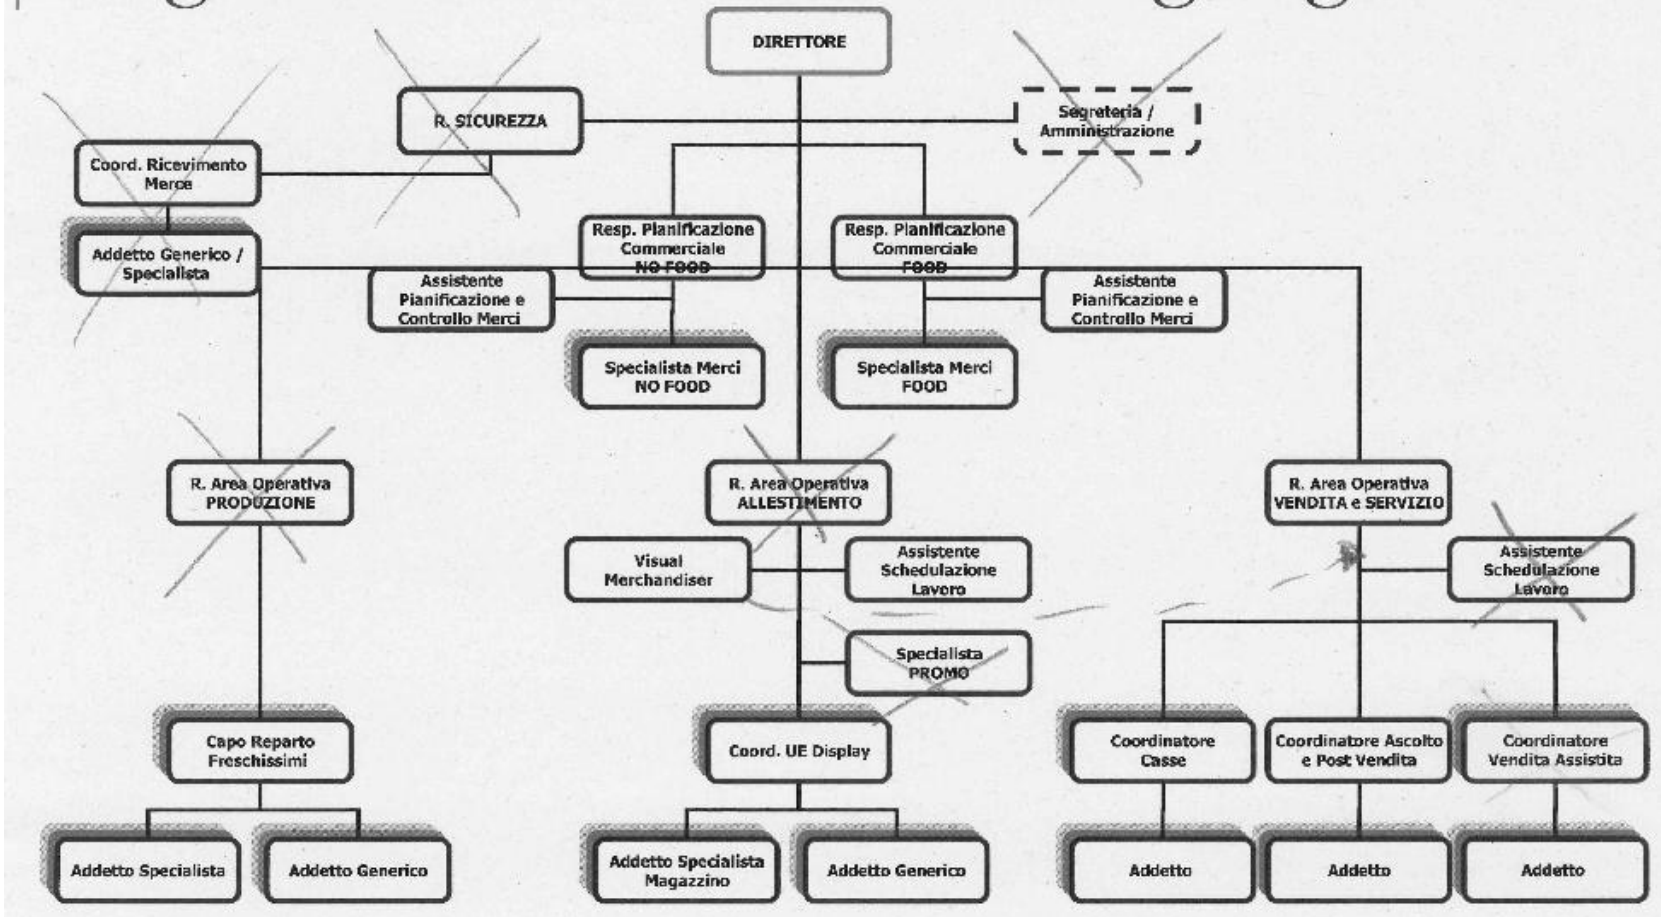 DIRETTORE
R. SICUREZZA
Segreteria /
Amministrazione
Coord. Ricevimento
Merce
Addetto Generico /
Specialista
Resp. Pianificazione
Commerciale
NO FOOD
Resp. Pianificazione
Commerciale
FOOD
Assistente
Pianificazione e
Controllo Merci
Assistente
Pianificazione e
Controllo Merci
Specialista Merci
NO FOOD
Specialista Merci
FOOD
R. Area Operativa
PRODUZIONE
R. Area Operativa
ALLESTIMENTO
R. Area Operativa
VENDITA e SERVIZIO
Visual
Merchandiser
Assistente
Schedulazione
Lavoro
Assistente
Schedulazione
Lavoro
Specialista
PROMO
Capo Reparto
Freschissimi
Coord. UE Display
Coordinatore
Casse
Coordinatore Ascolto
e Post Vendita
Coordinatore
Vendita Assistita
Addetto Specialista
Addetto Generico
Addetto Specialista
Magazzino
Addetto Generico
Addetto
Addetto
Addetto